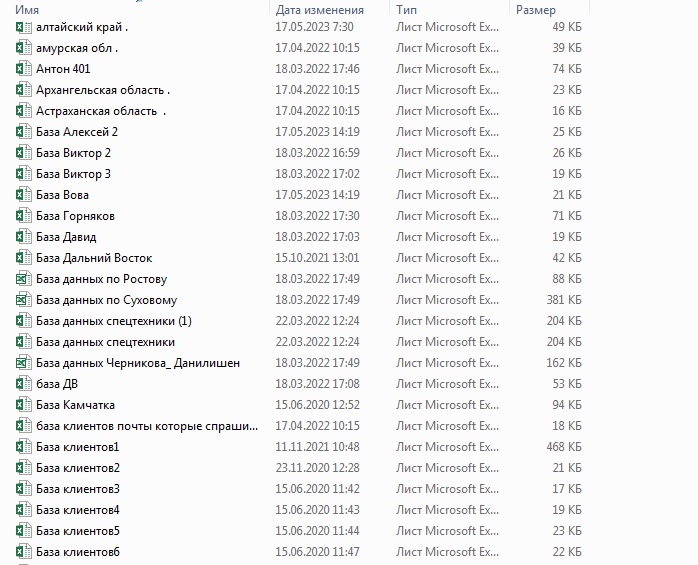 Имя Дата изменения Тип Размер
алтайский край . 17.05.2023 7:30 Лист Microsoft Ex... 49 КБ
амурская обл . 17.04.2022 10:15 Лист Microsoft Ex... 39 КБ
Антон 401 18.03.2022 17:46 Лист Microsoft Ex... 74 КБ
Архангельская область . 17.04.2022 10:15 Лист Microsoft Ex... 23 КБ
Астраханская область . 17.04.2022 10:15 Лист Microsoft Ex... 16 КБ
База Алексей 2 17.05.2023 14:19 Лист Microsoft Ex... 25 КБ
База Виктор 2 18.03.2022 16:59 Лист Microsoft Ex... 26 КБ
База Виктор 3 18.03.2022 17:02 Лист Microsoft Ex... 19 КБ
База Вова 17.05.2023 14:19 Лист Microsoft Ex... 21 КБ
База Горняков 18.03.2022 17:30 Лист Microsoft Ex... 71 КБ
База Давид 18.03.2022 17:03 Лист Microsoft Ex... 19 КБ
База Дальний Восток 15.10.2021 13:01 Лист Microsoft Ex... 42 КБ
База данных по Ростову 18.03.2022 17:49 Лист Microsoft Ex... 88 КБ
База данных по Суховому 18.03.2022 17:49 Лист Microsoft Ex... 381 КБ
База данных спецтехники (1) 22.03.2022 12:24 Лист Microsoft Ex... 204 КБ
База данных спецтехники 22.03.2022 12:24 Лист Microsoft Ex... 204 КБ
База данных Черникова_ Данилишен 18.03.2022 17:49 Лист Microsoft Ex... 162 КБ
база ДВ 18.03.2022 17:08 Лист Microsoft Ex... 53 КБ
База Камчатка 15.06.2020 12:52 Лист Microsoft Ex... 94 КБ
база клиентов почты которые спраши... 17.04.2022 10:15 Лист Microsoft Ex... 18 КБ
База клиентов1 11.11.2021 10:48 Лист Microsoft Ex... 468 КБ
База клиентов2 23.11.2020 12:28 Лист Microsoft Ex... 21 КБ
База клиентов3 15.06.2020 11:42 Лист Microsoft Ex... 17 КБ
База клиентов4 15.06.2020 11:43 Лист Microsoft Ex... 19 КБ
База клиентов5 15.06.2020 11:44 Лист Microsoft Ex... 23 КБ
База клиентов6 15.06.2020 11:47 Лист Microsoft Ex... 22 КБ